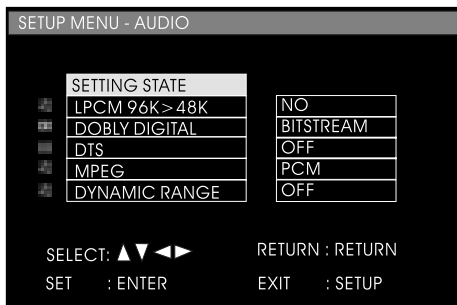 SETUP MENU - AUDIO
SETTING STATE
LPCM 96K>48K NO
DOBLY DIGITAL BITSTREAM
DTS OFF
MPEG PCM
DYNAMIC RANGE OFF
SELECT: ▲▼◄► RETURN : RETURN
SET : ENTER EXIT : SETUP